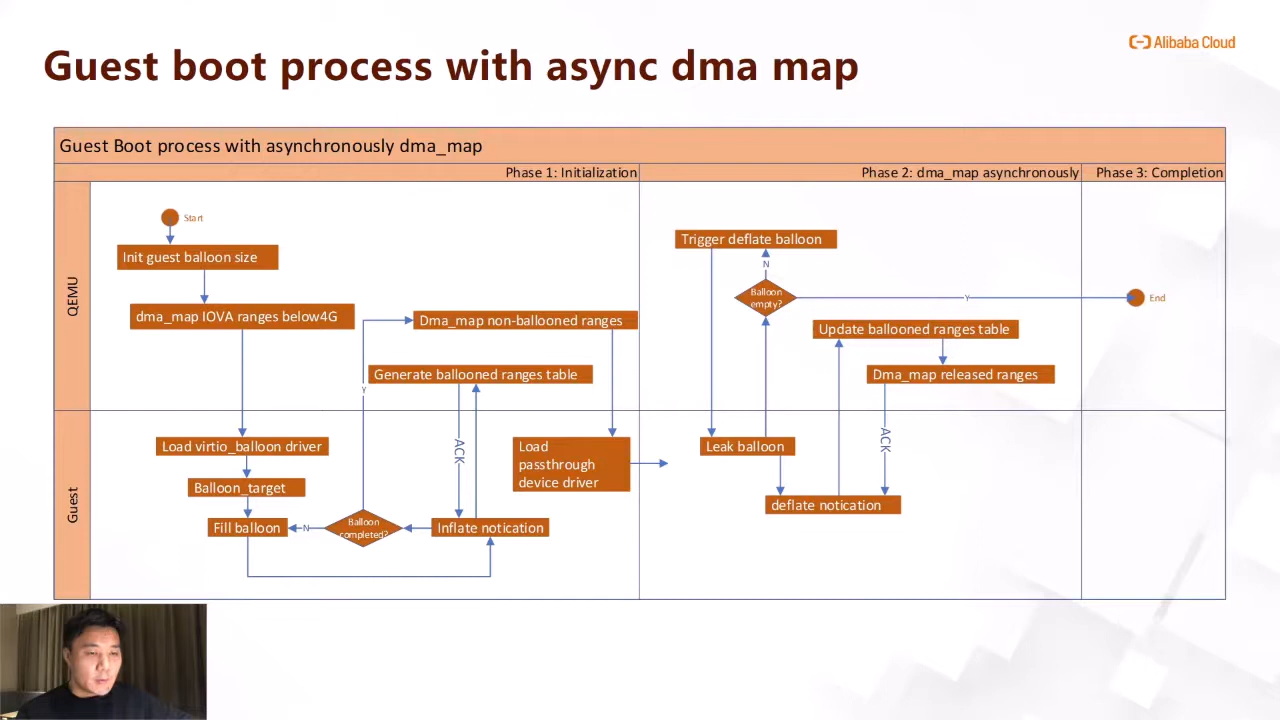 Guest boot process with async dma map
Alibaba Cloud
Guest Boot process with asynchronously dma_map
Phase 1: Initialization
Phase 2: dma_map asynchronously
Phase 3: Completion
QEMU
Start
Init guest balloon size
dma_map IOVA ranges below4G
Dma_map non-ballooned ranges
Y
Generate ballooned ranges table
Trigger deflate balloon
N
Balloon
empty?
Y
End
Update ballooned ranges table
Dma_map released ranges
Guest
Load virtio_balloon driver
Balloon_target
Fill balloon
N
Balloon
completed?
Inflate notication
ACK
Load
passthrough
device driver
Leak balloon
deflate notication
ACK